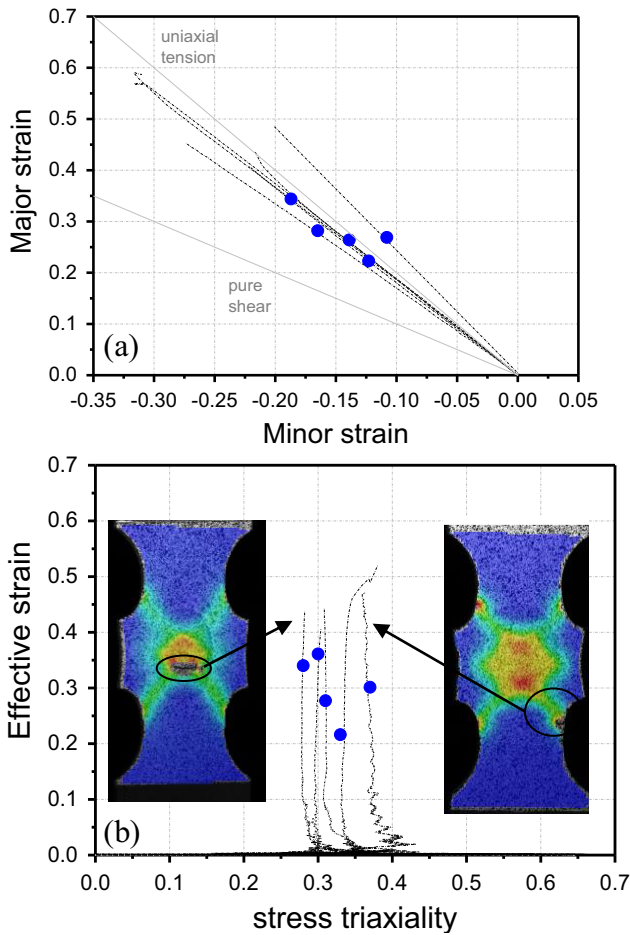 0.7
uniaxial
tension
0.6
0.5
0.4
Major strain
0.3
pure
shear
0.2
0.1
(a)
0.0
-0.35 -0.30 -0.25 -0.20 -0.15 -0.10 -0.05 0.00 0.05
Minor strain
0.7
0.6
0.5
0.4
Effective strain
0.3
0.2
0.1
(b)
0.0
0.0 0.1 0.2 0.3 0.4 0.5 0.6 0.7
stress triaxiality